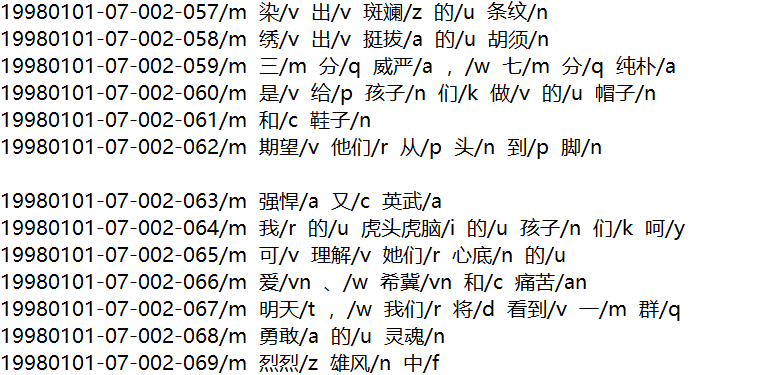 19980101-07-002-057/m 染/v 出/v 斑斓/z 的/u 条纹/n
19980101-07-002-058/m 绣/v 出/v 挺拔/a 的/u 胡须/n
19980101-07-002-059/m 三/m 分/q 威严/a ，/w 七/m 分/q 纯朴/a
19980101-07-002-060/m 是/v 给/p 孩子/n 们/k 做/v 的/u 帽子/n
19980101-07-002-061/m 和/c 鞋子/n
19980101-07-002-062/m 期望/v 他们/r 从/p 头/n 到/p 脚/n
19980101-07-002-063/m 强悍/a 又/c 英武/a
19980101-07-002-064/m 我/r 的/u 虎头虎脑/i 的/u 孩子/n 们/k 呵/y
19980101-07-002-065/m 可/v 理解/v 她们/r 心底/n 的/u
19980101-07-002-066/m 爱/vn 、/w 希冀/vn 和/c 痛苦/an
19980101-07-002-067/m 明天/t ，/w 我们/r 将/d 看到/v 一/m 群/q
19980101-07-002-068/m 勇敢/a 的/u 灵魂/n
19980101-07-002-069/m 烈烈/z 雄风/n 中/f